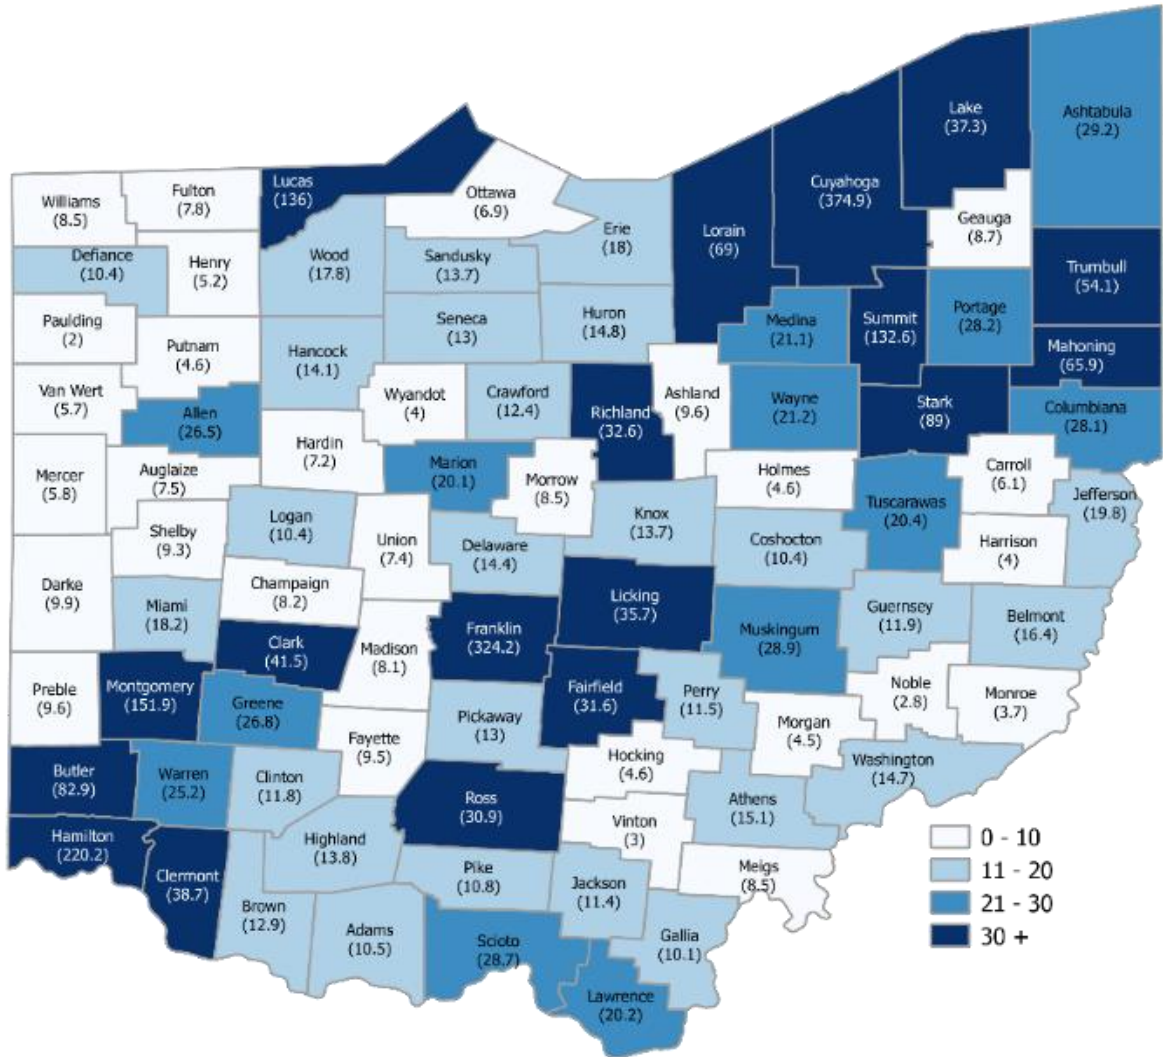 Lake
(37.3)
Ashtabula
(29.2)
Williams
(8.5)
Fulton
(7.8)
Lucas
(136)
Ottawa
(6.9)
Cuyahoga
(374.9)
Geauga
(8.7)
Defiance
(10.4)
Henry
(5.2)
Wood
(17.8)
Sandusky
(13.7)
Erie
(18)
Lorain
(69)
Trumbull
(54.1)
Paulding
(2)
Putnam
(4.6)
Hancock
(14.1)
Seneca
(13)
Huron
(14.8)
Medina
(21.1)
Summit
(132.6)
Portage
(28.2)
Mahoning
(65.9)
Van Wert
(5.7)
Allen
(26.5)
Wyandot
(4)
Crawford
(12.4)
Richland
(32.6)
Ashland
(9.6)
Wayne
(21.2)
Stark
(89)
Columbiana
(28.1)
Mercer
(5.8)
Auglaize
(7.5)
Hardin
(7.2)
Marion
(20.1)
Morrow
(8.5)
Holmes
(4.6)
Carroll
(6.1)
Jefferson
(19.8)
Shelby
(9.3)
Logan
(10.4)
Union
(7.4)
Delaware
(14.4)
Knox
(13.7)
Coshocton
(10.4)
Tuscarawas
(20.4)
Harrison
(4)
Darke
(9.9)
Miami
(18.2)
Champaign
(8.2)
Clark
(41.5)
Madison
(8.1)
Franklin
(324.2)
Licking
(35.7)
Muskingum
(28.9)
Guernsey
(11.9)
Belmont
(16.4)
Preble
(9.6)
Montgomery
(151.9)
Greene
(26.8)
Fayette
(9.5)
Pickaway
(13)
Fairfield
(31.6)
Perry
(11.5)
Morgan
(4.5)
Noble
(2.8)
Monroe
(3.7)
Butler
(82.9)
Warren
(25.2)
Clinton
(11.8)
Ross
(30.9)
Hocking
(4.6)
Athens
(15.1)
Washington
(14.7)
Hamilton
(220.2)
Clermont
(38.7)
Highland
(13.8)
Pike
(10.8)
Vinton
(3)
Jackson
(11.4)
Meigs
(8.5)
Brown
(12.9)
Adams
(10.5)
Scioto
(28.7)
Lawrence
(20.2)
Gallia
(10.1)
0 - 10
11 - 20
21 - 30
30 +